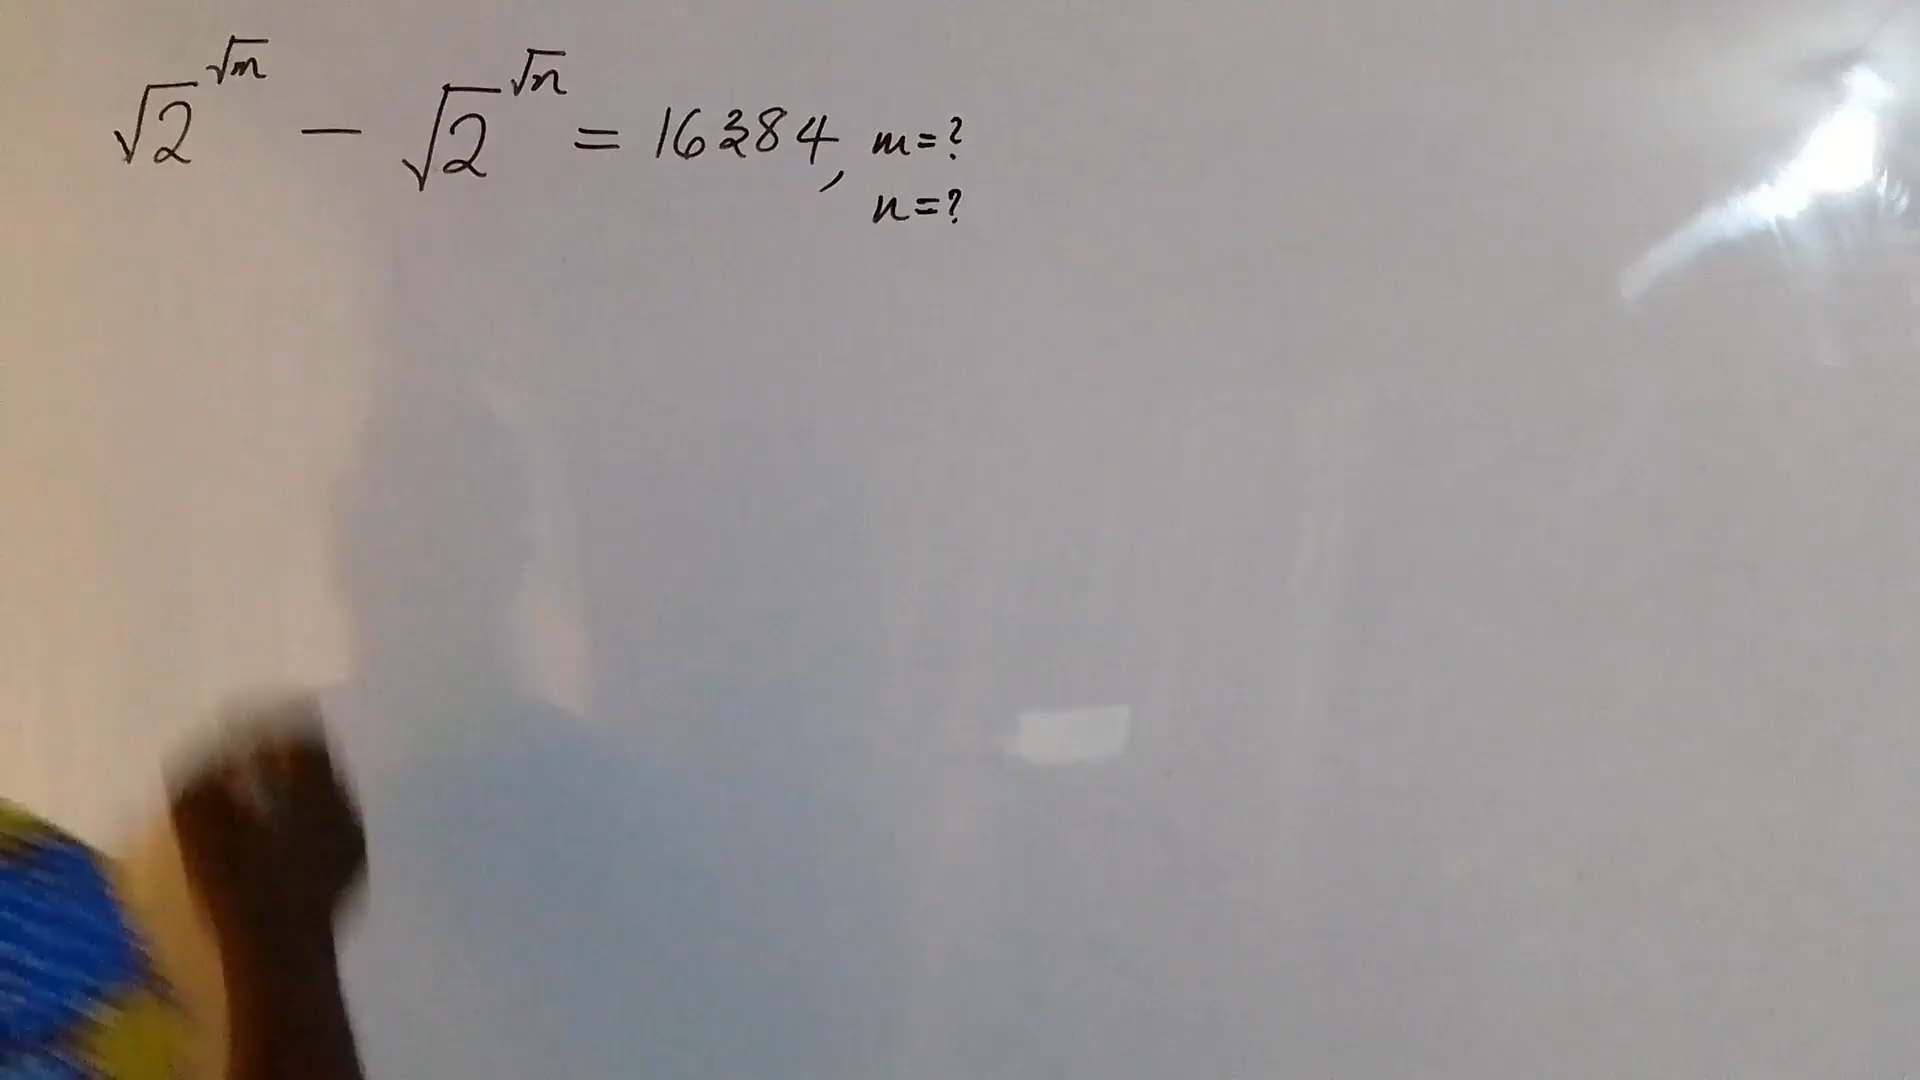 √2^√m − √2^√n = 16384, m=?
n=?